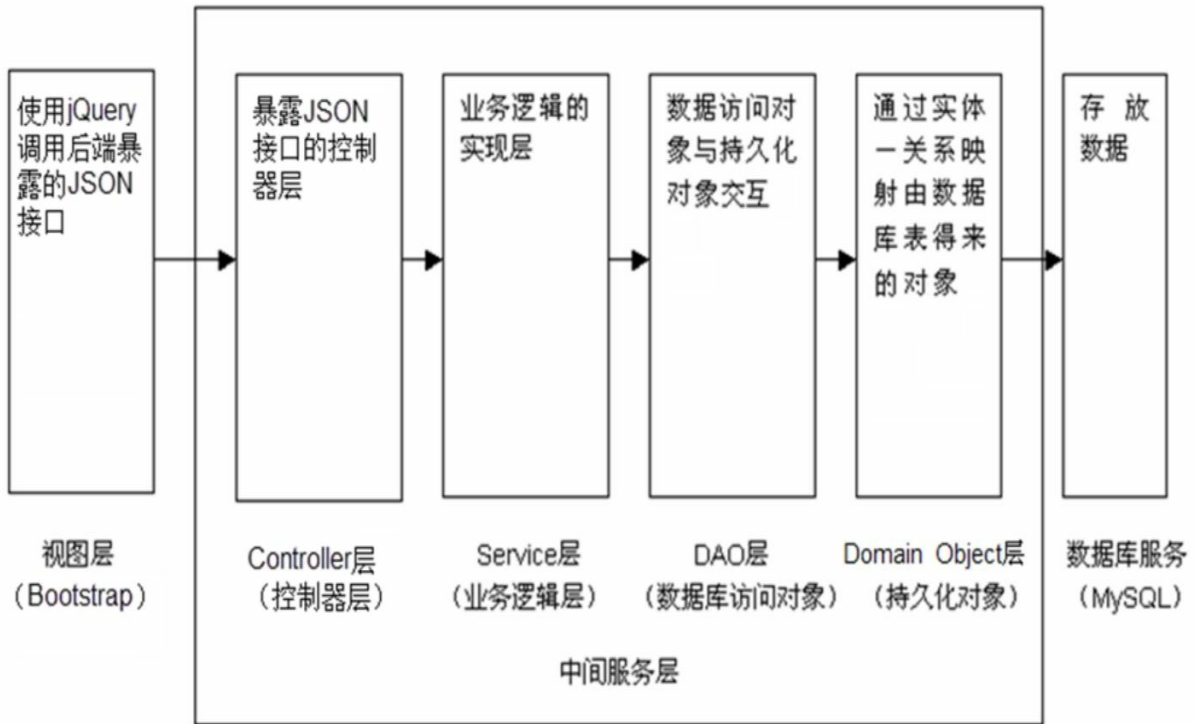 使用jQuery
调用后端暴
露的JSON
接口
暴露JSON
接口的控制
器层
业务逻辑的
实现层
数据访问对
象与持久化
对象交互
通过实体
一关系映
射由数据
库表得来
的对象
存放
数据
视图层
（Bootstrap）
Controller层
（控制器层）
Service层
（业务逻辑层）
DAO层
（数据库访问对象）
Domain Object层
（持久化对象）
数据库服务
（MySQL）
中间服务层